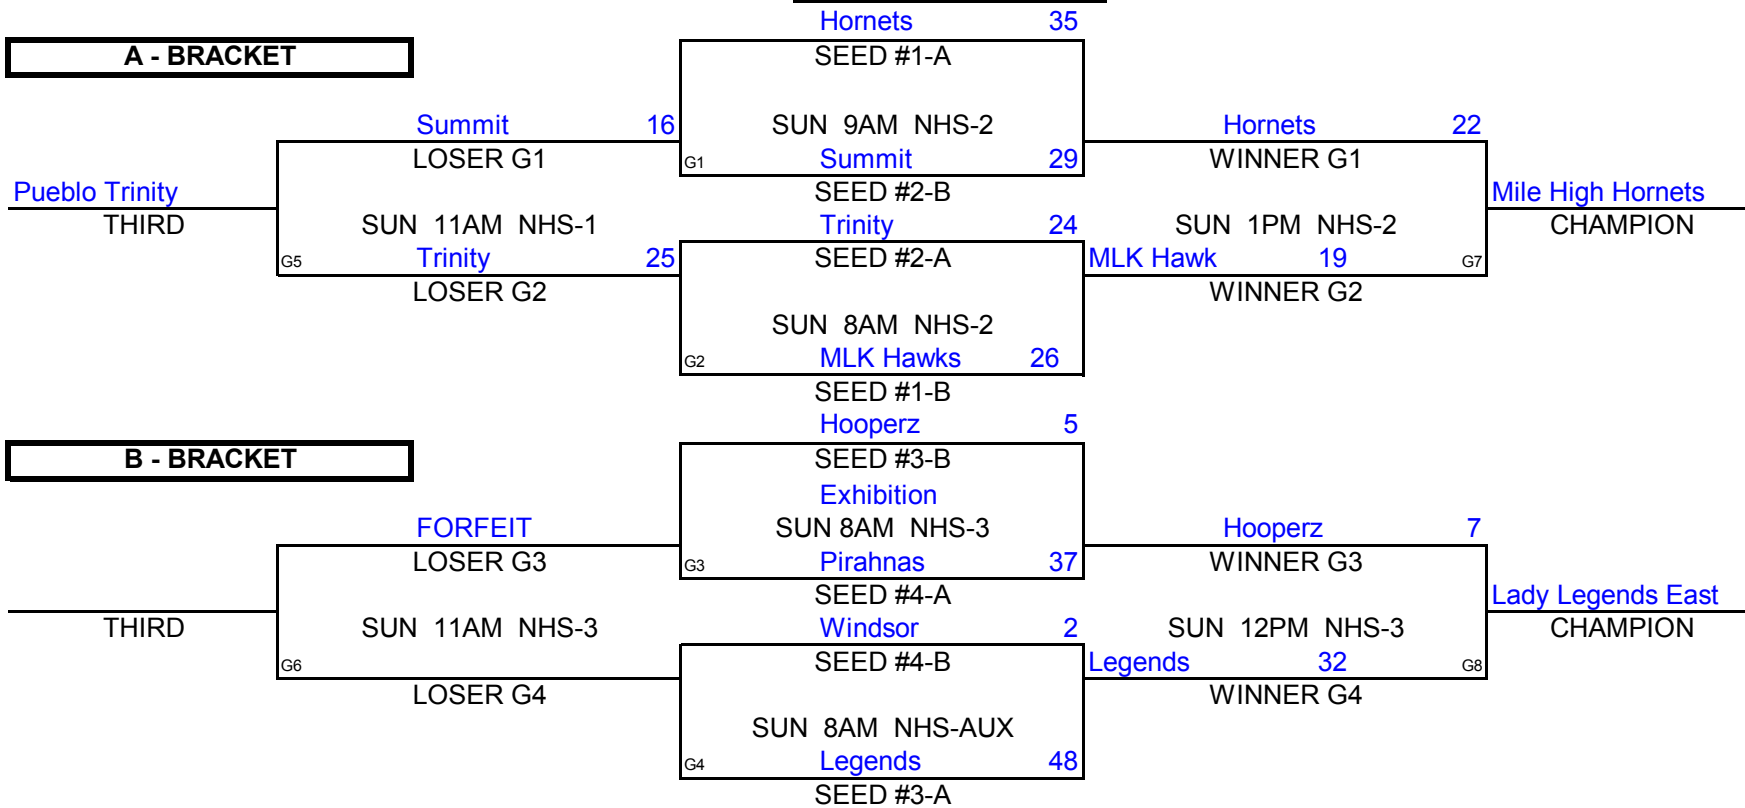 Hornets 35
A - BRACKET
SEED #1-A
Summit 16
SUN 9AM NHS-2
Hornets 22
LOSER G1
G1 Summit 29
WINNER G1
Pueblo Trinity
SEED #2-B
Mile High Hornets
THIRD
SUN 11AM NHS-1
Trinity 24
SUN 1PM NHS-2
CHAMPION
G5 Trinity 25
SEED #2-A
MLK Hawk 19 G7
LOSER G2
WINNER G2
SUN 8AM NHS-2
G2 MLK Hawks 26
SEED #1-B
Hooperz 5
B - BRACKET
SEED #3-B
Exhibition
FORFEIT
SUN 8AM NHS-3
Hooperz 7
LOSER G3
G3 Pirahnas 37
WINNER G3
SEED #4-A
Lady Legends East
THIRD
SUN 11AM NHS-3
Windsor 2
SUN 12PM NHS-3
CHAMPION
G6
SEED #4-B
Legends 32 G8
LOSER G4
WINNER G4
SUN 8AM NHS-AUX
G4 Legends 48
SEED #3-A